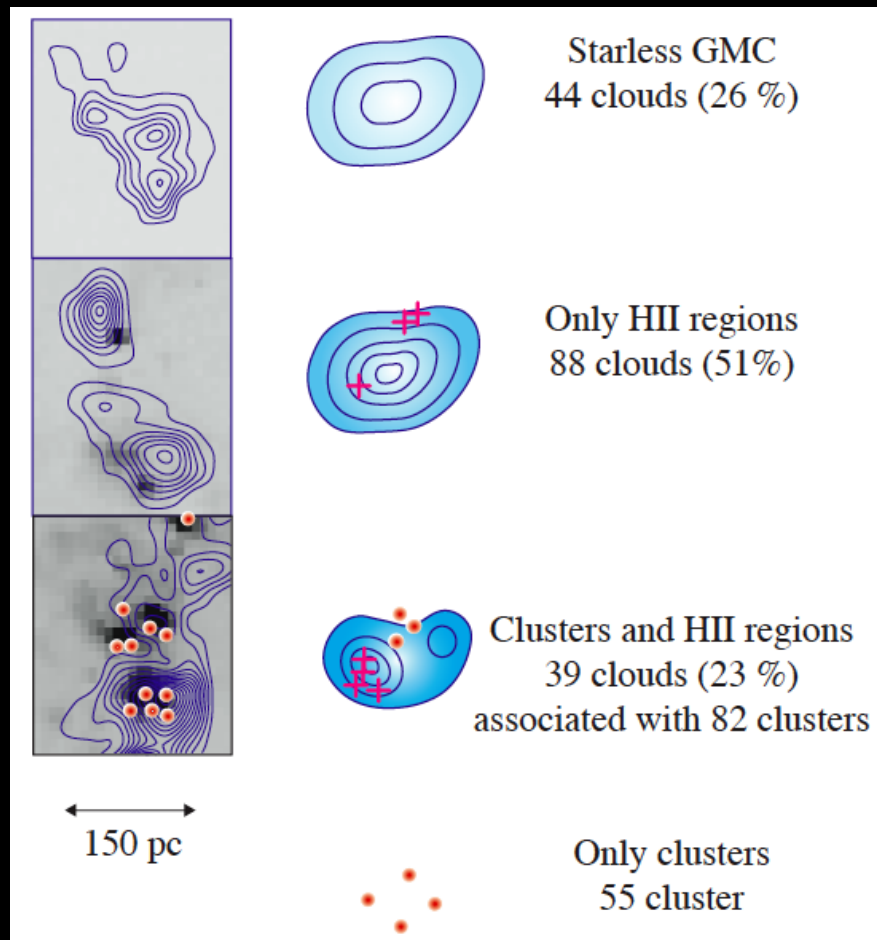 Starless GMC
44 clouds (26 %)
Only HII regions
88 clouds (51%)
Clusters and HII regions
39 clouds (23 %)
associated with 82 clusters
150 pc
Only clusters
55 cluster